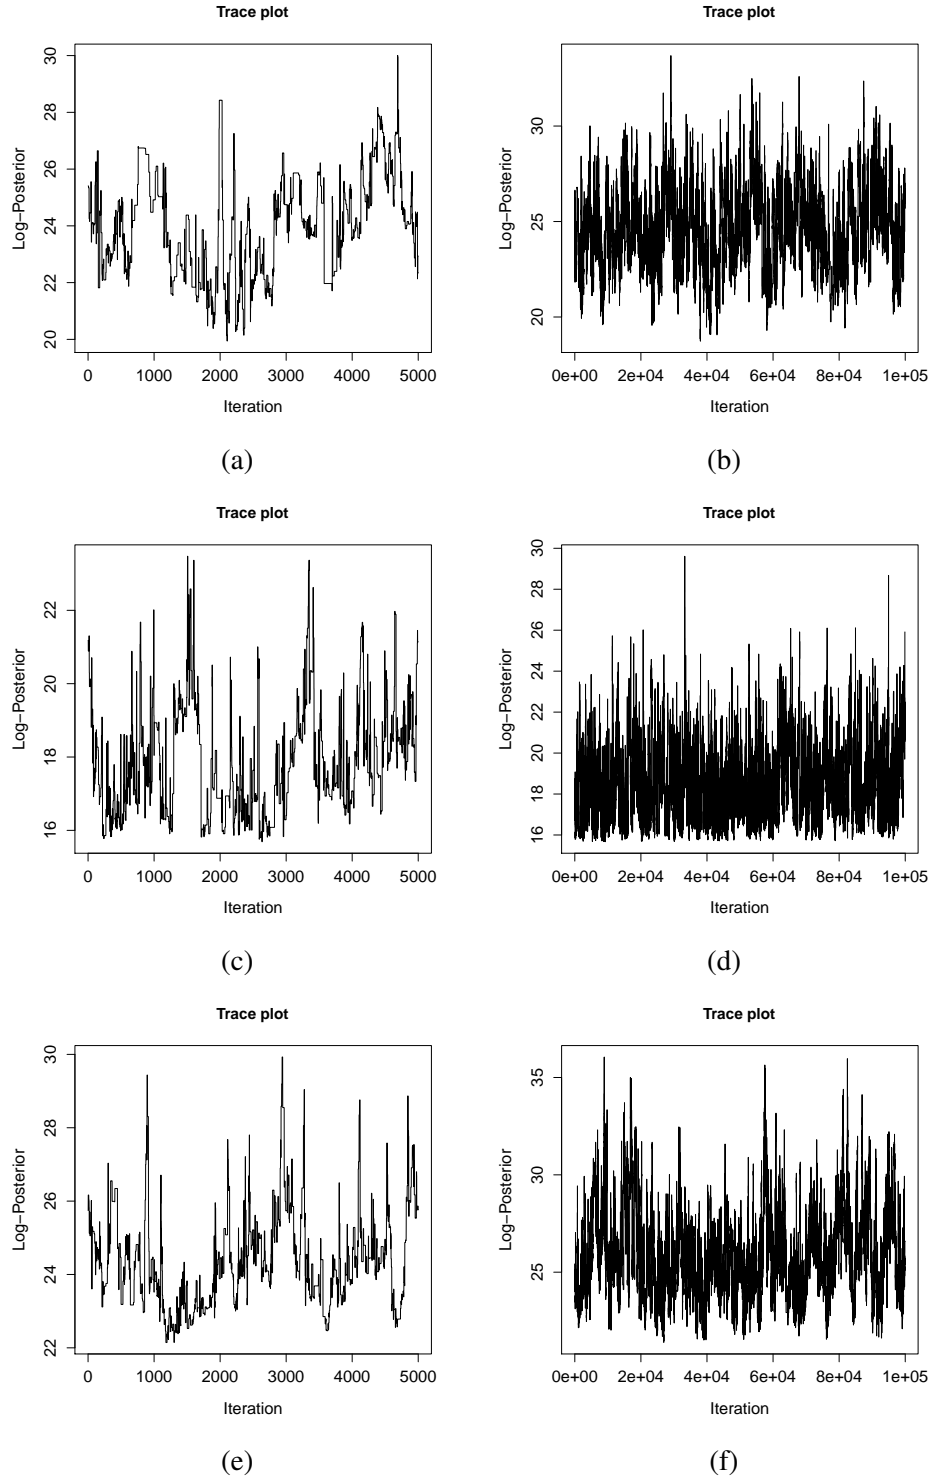 Trace plot
Trace plot
Log−Posterior
20 22 24 26 28 30
0 1000 2000 3000 4000 5000
Iteration
Log−Posterior
20 25 30
0e+00 2e+04 4e+04 6e+04 8e+04 1e+05
Iteration
(a)
(b)
Trace plot
Trace plot
Log−Posterior
16 18 20 22
0 1000 2000 3000 4000 5000
Iteration
Log−Posterior
16 18 20 22 24 26 28 30
0e+00 2e+04 4e+04 6e+04 8e+04 1e+05
Iteration
(c)
(d)
Trace plot
Trace plot
Log−Posterior
22 24 26 28 30
0 1000 2000 3000 4000 5000
Iteration
Log−Posterior
25 30 35
0e+00 2e+04 4e+04 6e+04 8e+04 1e+05
Iteration
(e)
(f)